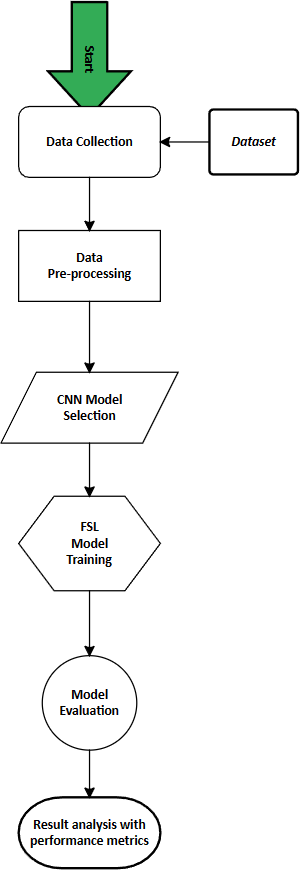 Start
Data Collection
Dataset
Data
Pre-processing
CNN Model
Selection
FSL
Model
Training
Model
Evaluation
Result analysis with
performance metrics